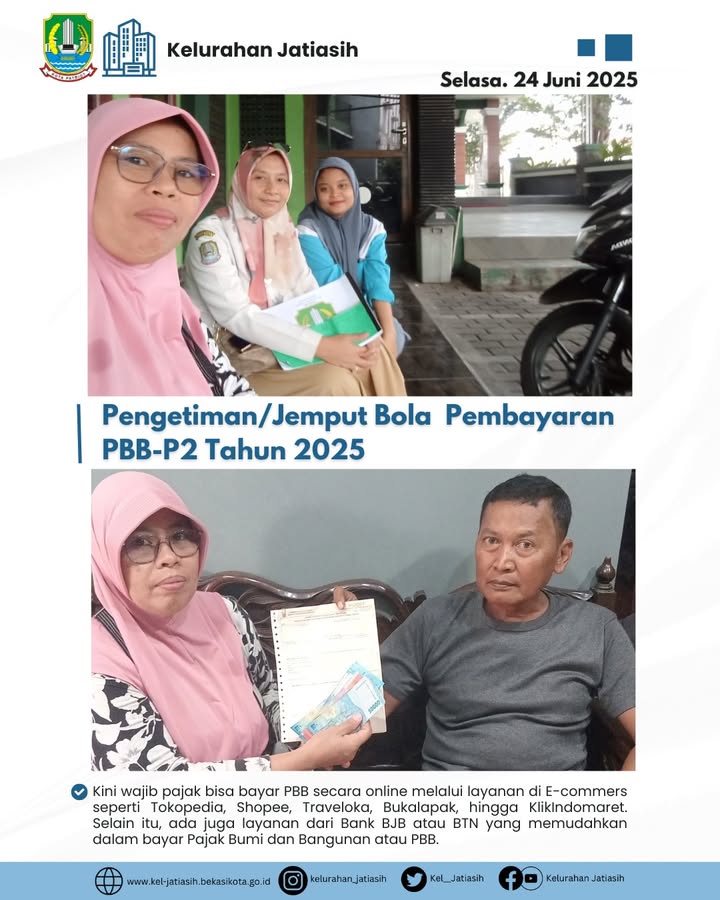 Kelurahan Jatiasih
Selasa. 24 Juni 2025
KOTA PATRIOT
Pengetiman/Jemput Bola Pembayaran
PBB-P2 Tahun 2025
Kini wajib pajak bisa bayar PBB secara online melalui layanan di E-commers
seperti Tokopedia, Shopee, Traveloka, Bukalapak, hingga KlikIndomaret.
Selain itu, ada juga layanan dari Bank BJB atau BTN yang memudahkan
dalam bayar Pajak Bumi dan Bangunan atau PBB.
www.kel-jatiasih.bekasikota.go.id
kelurahan_jatiasih
Kel__Jatiasih
Kelurahan Jatiasih